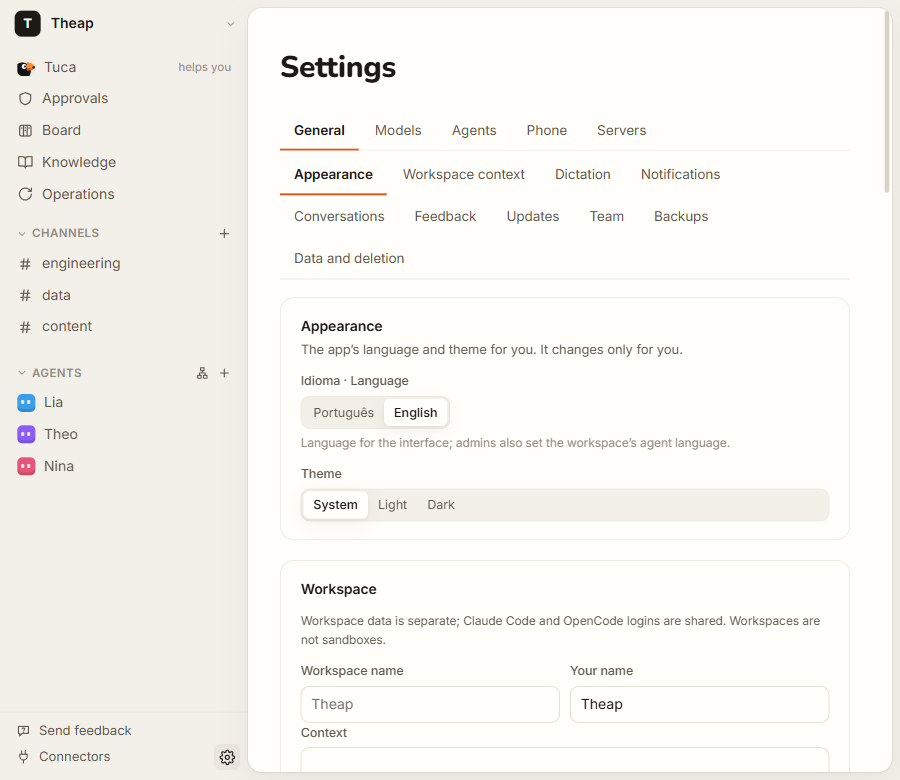 T Theap
Tuca helps you
Approvals
Board
Knowledge
Operations
CHANNELS +
# engineering
# data
# content
AGENTS +
Lia
Theo
Nina
Send feedback
Connectors
Settings
General Models Agents Phone Servers
Appearance Workspace context Dictation Notifications
Conversations Feedback Updates Team Backups
Data and deletion
Appearance
The app’s language and theme for you. It changes only for you.
Idioma · Language
Português English
Language for the interface; admins also set the workspace’s agent language.
Theme
System Light Dark
Workspace
Workspace data is separate; Claude Code and OpenCode logins are shared. Workspaces are
not sandboxes.
Workspace name Your name
Theap Theap
Context